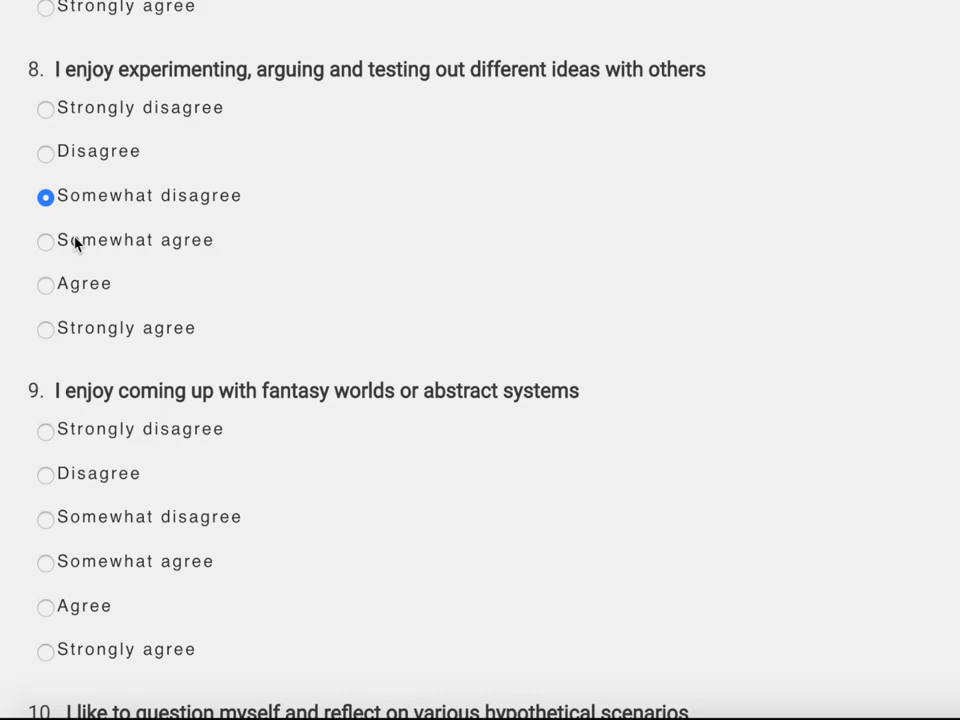 Strongly agree
8. I enjoy experimenting, arguing and testing out different ideas with others
Strongly disagree
Disagree
Somewhat disagree
Somewhat agree
Agree
Strongly agree
9. I enjoy coming up with fantasy worlds or abstract systems
Strongly disagree
Disagree
Somewhat disagree
Somewhat agree
Agree
Strongly agree
10. I like to question myself and reflect on various hypothetical scenarios